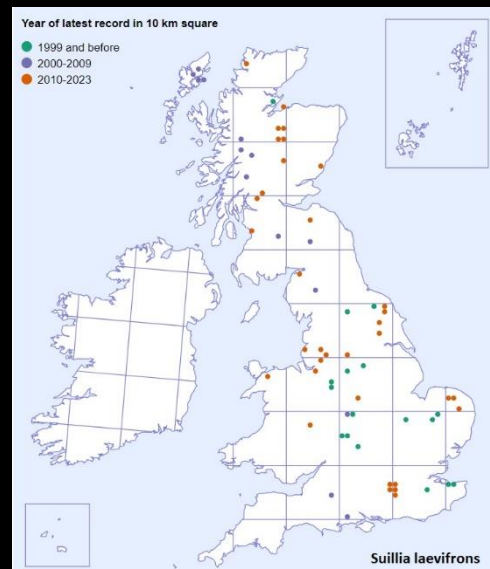 Year of latest record in 10 km square
1999 and before
2000-2009
2010-2023
Suillia laevifrons